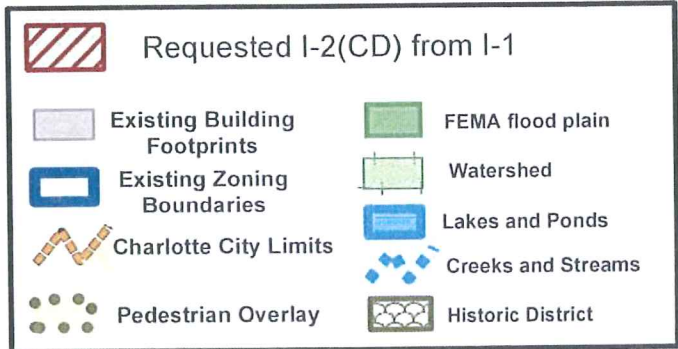 Requested I-2(CD) from I-1
Existing Building
Footprints
Existing Zoning
Boundaries
Charlotte City Limits
Pedestrian Overlay
FEMA flood plain
Watershed
Lakes and Ponds
Creeks and Streams
Historic District